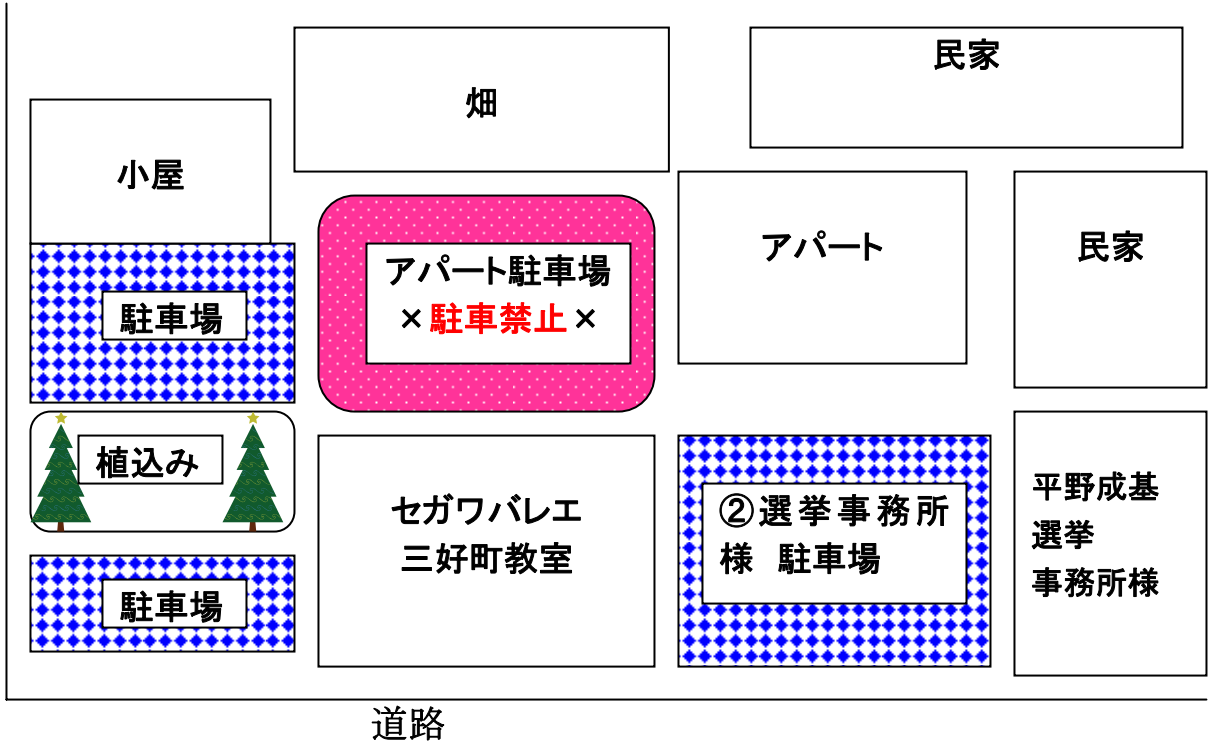 民家
畑
小屋
アパート
民家
アパート駐車場
×駐車禁止×
駐車場
植込み
セガワバレエ
三好町教室
②選挙事務所
様 駐車場
平野成基
選挙
事務所様
駐車場
道路